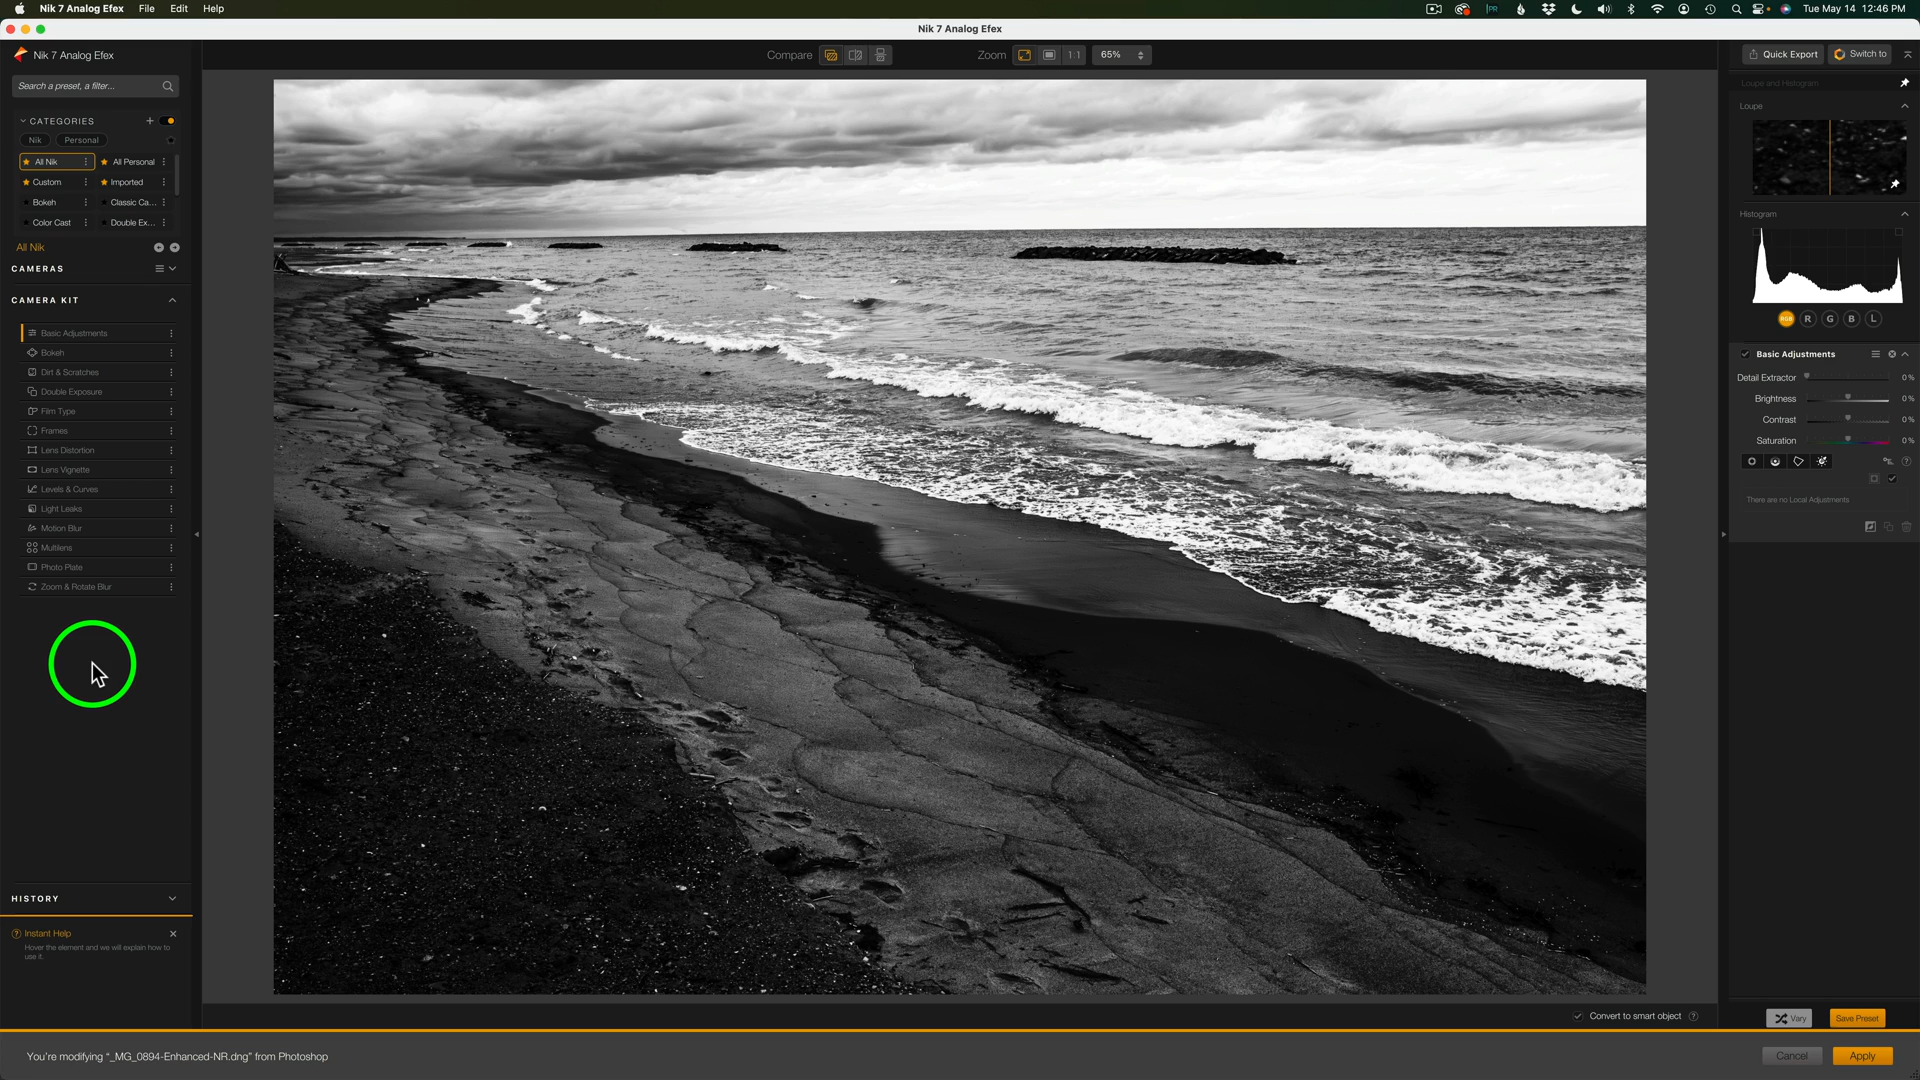 Nik 7 Analog Efex File Edit Help
PR Tue May 14 12:46 PM
Nik 7 Analog Efex
Nik 7 Analog Efex
Compare
Zoom 1:1 65%
Quick Export Switch to
Search a preset, a filter...
Loupe and Histogram
Loupe
CATEGORIES
Nik Personal
All Nik All Personal
Custom Imported
Bokeh Classic Ca...
Color Cast Double Ex...
All Nik
CAMERAS
CAMERA KIT
Basic Adjustments
Bokeh
Dirt & Scratches
Double Exposure
Film Type
Frames
Lens Distortion
Lens Vignette
Levels & Curves
Light Leaks
Motion Blur
Multilens
Photo Plate
Zoom & Rotate Blur
Histogram
RGB R G B L
Basic Adjustments
Detail Extractor 0 %
Brightness 0 %
Contrast 0 %
Saturation 0 %
There are no Local Adjustments
HISTORY
Instant Help
Hover the element and we will explain how to
use it.
Convert to smart object
Vary Save Preset
You're modifying "_MG_0894-Enhanced-NR.dng" from Photoshop
Cancel Apply